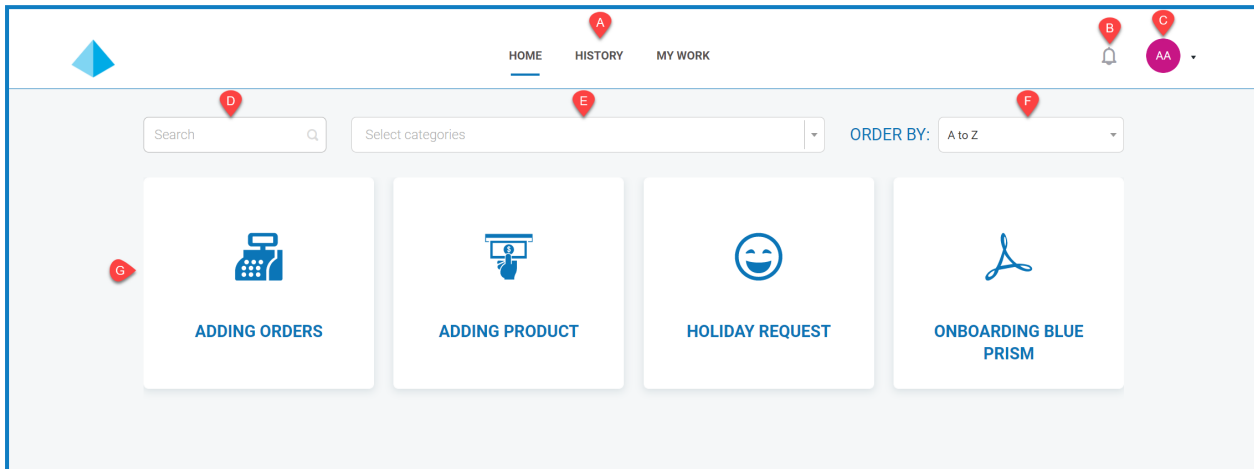 A
B
C
HOME HISTORY MY WORK
AA
D
E
F
Search
Select categories
ORDER BY:
A to Z
G
$
ADDING ORDERS
ADDING PRODUCT
HOLIDAY REQUEST
ONBOARDING BLUE
PRISM